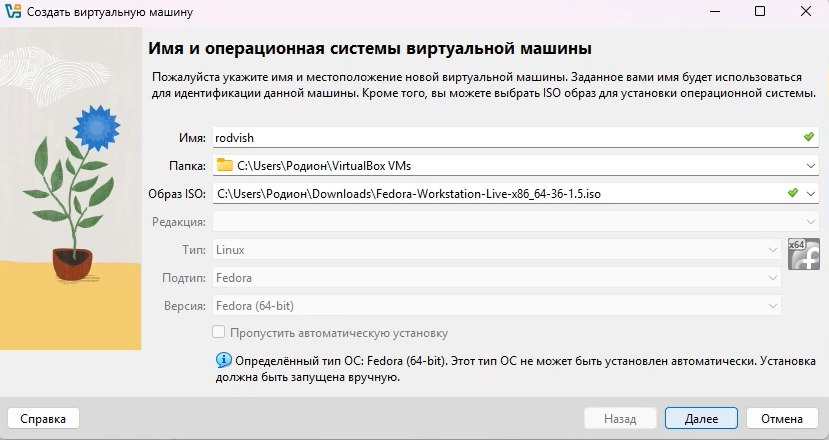 Создать виртуальную машину
Имя и операционная системы виртуальной машины
Пожалуйста укажите имя и местоположение новой виртуальной машины. Заданное вами имя будет использоваться
для идентификации данной машины. Кроме того, вы можете выбрать ISO образ для установки операционной системы.
Имя: rodvish
Папка: C:\Users\Родион\VirtualBox VMs
Образ ISO: C:\Users\Родион\Downloads\Fedora-Workstation-Live-x86_64-36-1.5.iso
Редакция:
Тип: Linux
x64
Подтип: Fedora
Версия: Fedora (64-bit)
Пропустить автоматическую установку
Определённый тип ОС: Fedora (64-bit). Этот тип ОС не может быть установлен автоматически. Установка
должна быть запущена вручную.
Справка Назад Далее Отмена